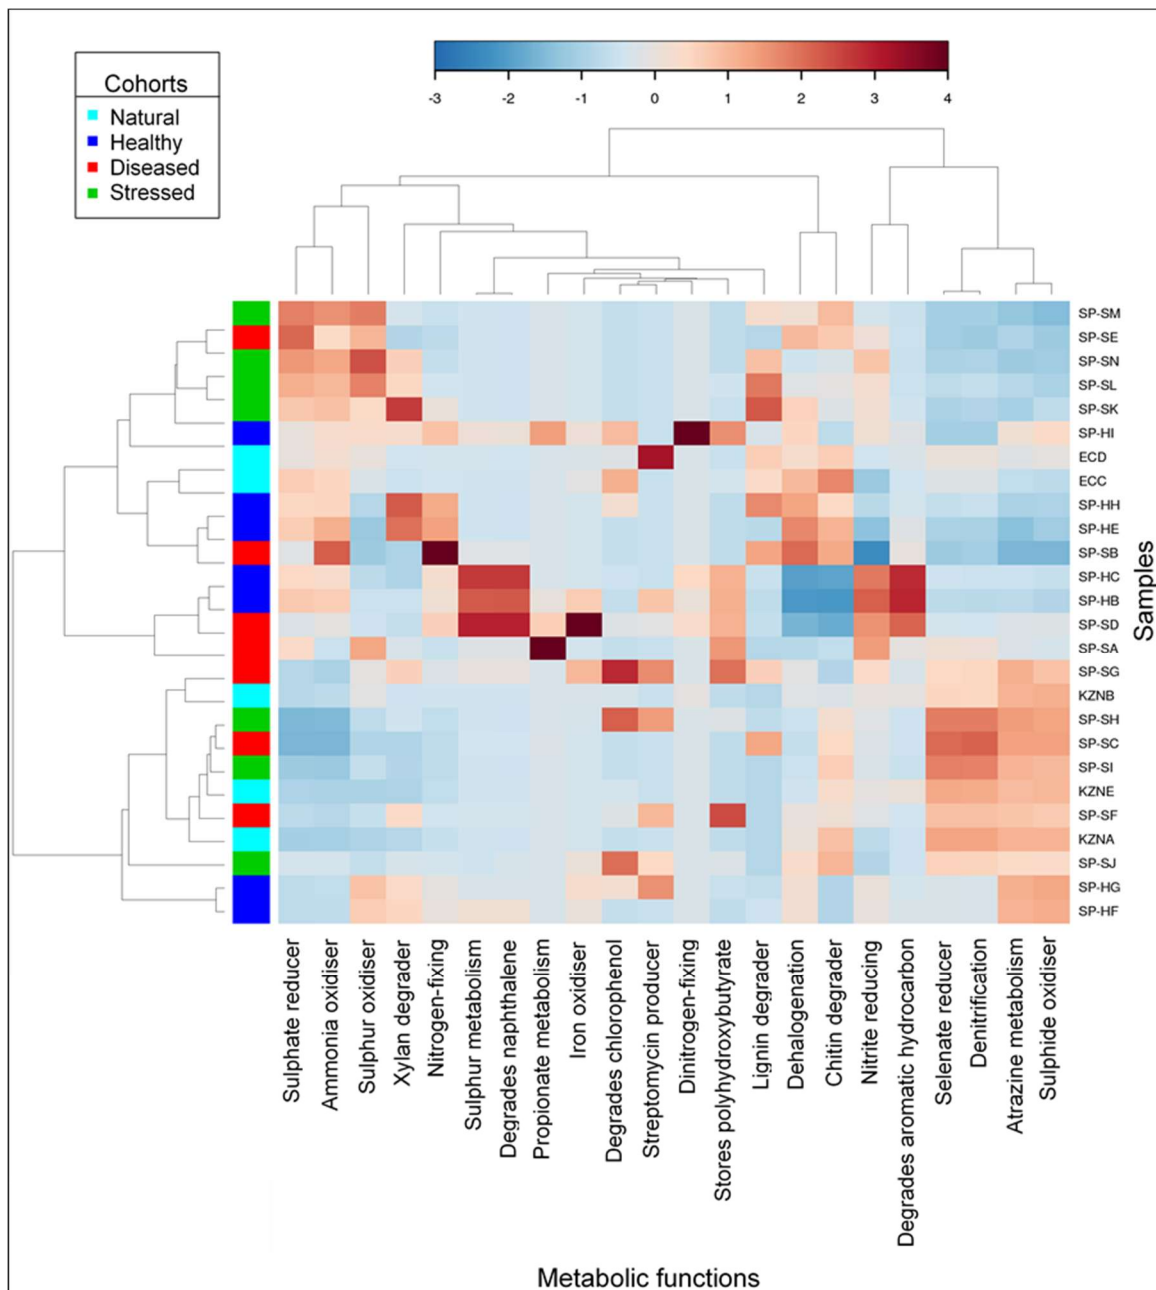 Cohorts
Natural
Healthy
Diseased
Stressed
-3 -2 -1 0 1 2 3 4
SP-SM
SP-SE
SP-SN
SP-SL
SP-SK
SP-HI
ECD
ECC
SP-HH
SP-HE
SP-SB
SP-HC
SP-HB
SP-SD
SP-SA
SP-SG
KZNB
SP-SH
SP-SC
SP-SI
KZNE
SP-SF
KZNA
SP-SJ
SP-HG
SP-HF
Samples
Sulphate reducer
Ammonia oxidiser
Sulphur oxidiser
Xylan degrader
Nitrogen-fixing
Sulphur metabolism
Degrades naphthalene
Propionate metabolism
Iron oxidiser
Degrades chlorophenol
Streptomycin producer
Dinitrogen-fixing
Stores polyhydroxybutyrate
Lignin degrader
Dehalogenation
Chitin degrader
Nitrite reducing
Degrades aromatic hydrocarbon
Selenate reducer
Denitrification
Atrazine metabolism
Sulphide oxidiser
Metabolic functions